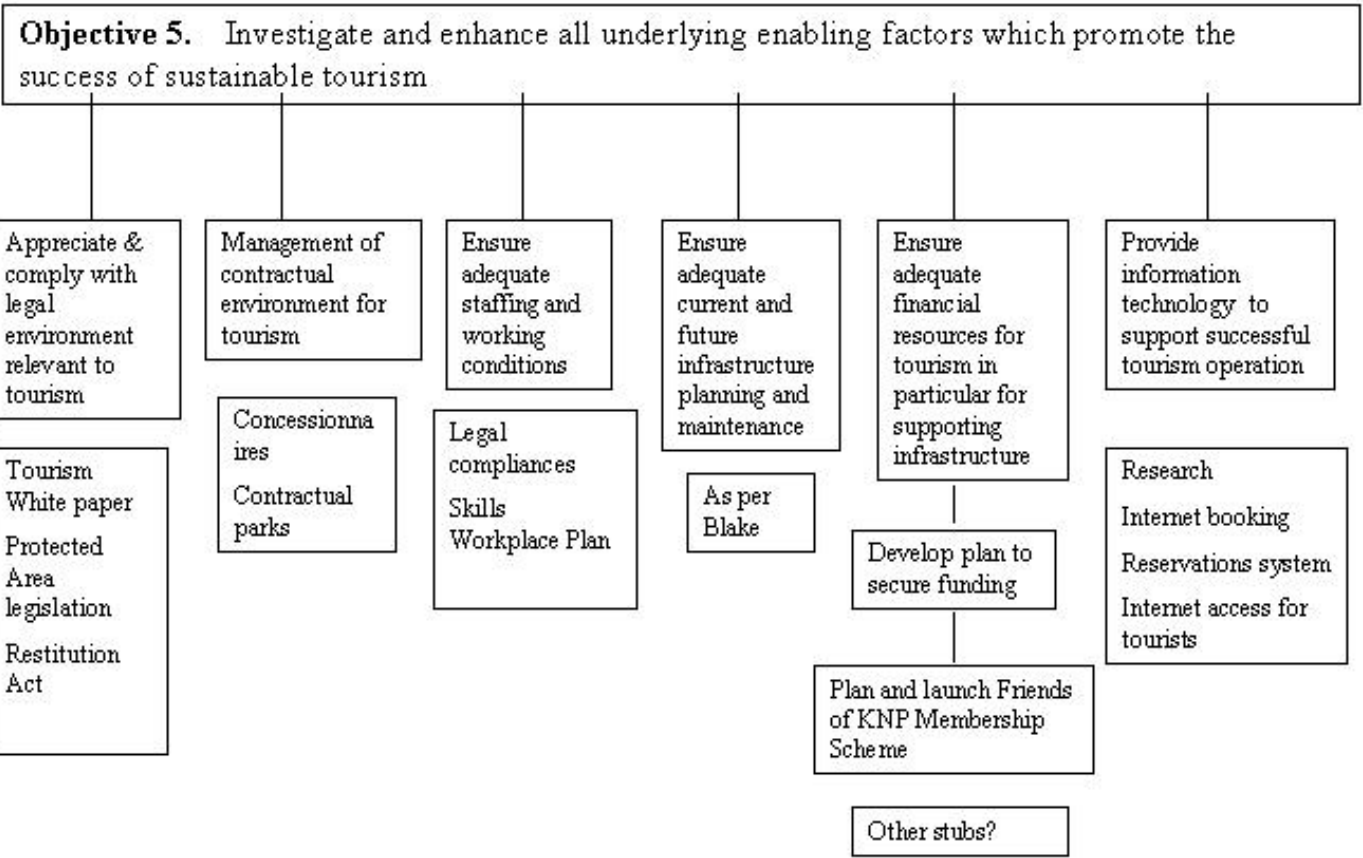 Objective 5. Investigate and enhance all underlying enabling factors which promote the
success of sustainable tourism
Appreciate &
comply with
legal
environment
relevant to
tourism
Tourism
White paper
Protected
Area
legislation
Restitution
Act
Management of
contractual
environment for
tourism
Concessionna
ires
Contractual
parks
Ensure
adequate
staffing and
working
conditions
Legal
compliances
Skills
Workplace Plan
Ensure
adequate
current and
future
infrastructure
planning and
maintenance
As per
Blake
Ensure
adequate
financial
resources for
tourism in
particular for
supporting
infrastructure
Develop plan to
secure funding
Plan and launch Friends
of KNP Membership
Scheme
Other stubs?
Provide
information
technology to
support successful
tourism operation
Research
Internet booking
Reservations system
Internet access for
tourists